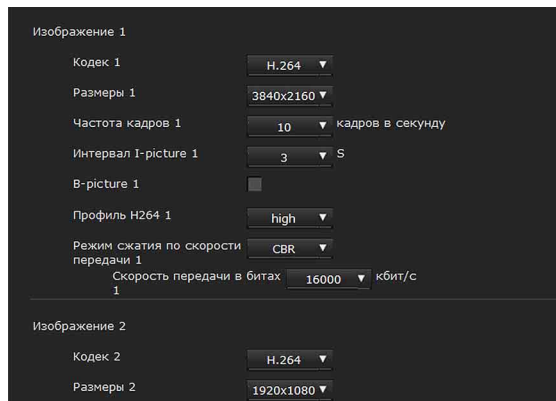 Изображение 1
Кодек 1 H.264
Размеры 1 3840x2160
Частота кадров 1 10 кадров в секунду
Интервал I-picture 1 3 S
B-picture 1
Профиль H264 1 high
Режим сжатия по скорости
передачи 1 CBR
Скорость передачи в битах
1 16000 кбит/с
Изображение 2
Кодек 2 H.264
Размеры 2 1920x1080